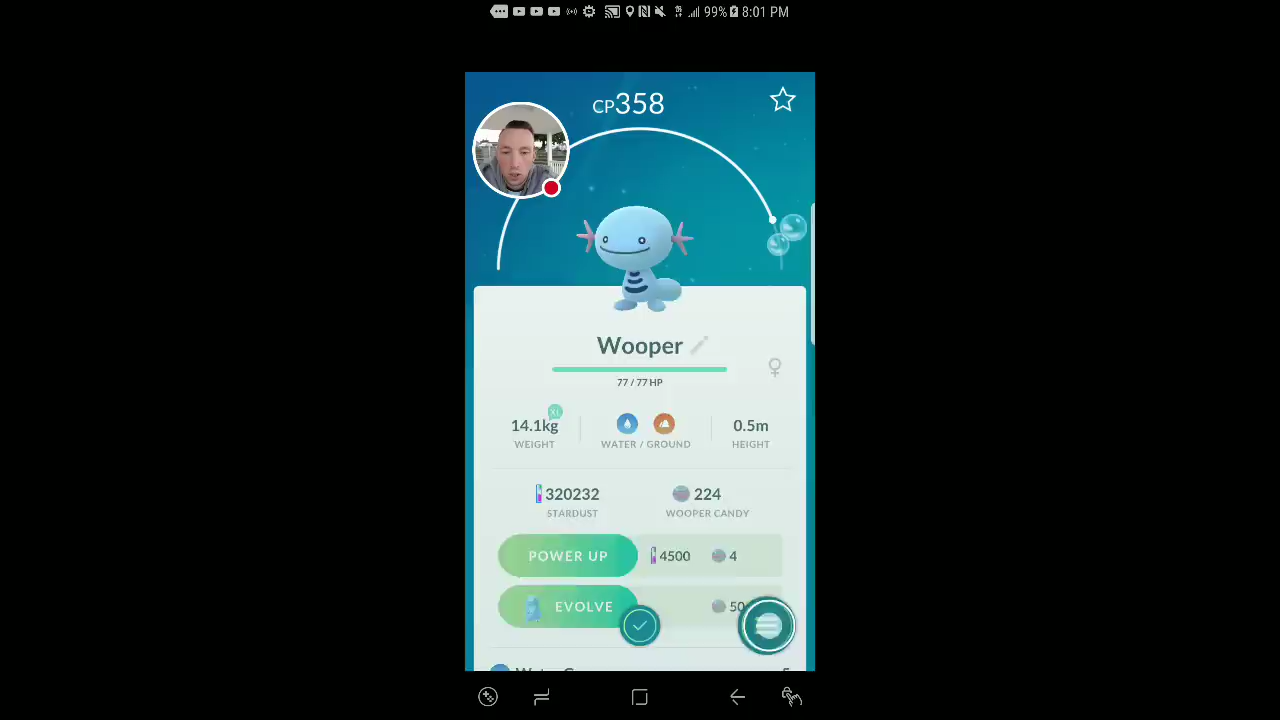 99% 8:01 PM
CP358
Wooper
77 / 77 HP
XL
14.1kg
WEIGHT
WATER / GROUND
0.5m
HEIGHT
320232
STARDUST
224
WOOPER CANDY
POWER UP 4500 4
EVOLVE 50